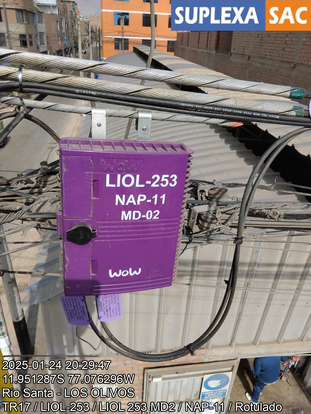 SUPLEXA SAC
WOW
LIOL-253
NAP-11
MD-02
WOW
2025-01-24 20:29:47
11.951287S 77.076296W
Rio Santa - LOS OLIVOS
TR17 / LIOL-253 / LIOL 253 MD2 / NAP-11 / Rotulado